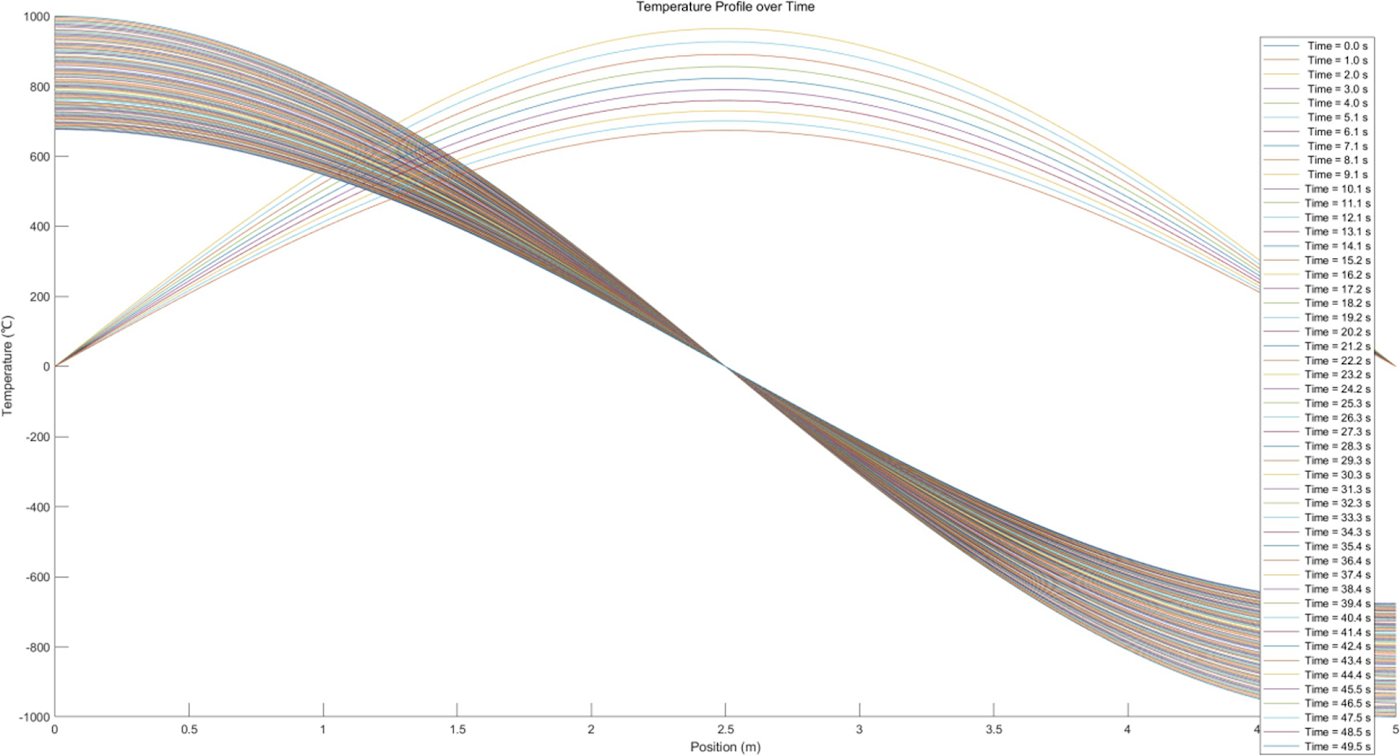 Temperature Profile over Time
1000
800
600
400
200
0
-200
-400
-600
-800
-1000
Temperature (℃)
0
0.5
1
1.5
2
2.5
3
3.5
4
5
Position (m)
Time = 0.0 s
Time = 1.0 s
Time = 2.0 s
Time = 3.0 s
Time = 4.0 s
Time = 5.1 s
Time = 6.1 s
Time = 7.1 s
Time = 8.1 s
Time = 9.1 s
Time = 10.1 s
Time = 11.1 s
Time = 12.1 s
Time = 13.1 s
Time = 14.1 s
Time = 15.2 s
Time = 16.2 s
Time = 17.2 s
Time = 18.2 s
Time = 19.2 s
Time = 20.2 s
Time = 21.2 s
Time = 22.2 s
Time = 23.2 s
Time = 24.2 s
Time = 25.3 s
Time = 26.3 s
Time = 27.3 s
Time = 28.3 s
Time = 29.3 s
Time = 30.3 s
Time = 31.3 s
Time = 32.3 s
Time = 33.3 s
Time = 34.3 s
Time = 35.4 s
Time = 36.4 s
Time = 37.4 s
Time = 38.4 s
Time = 39.4 s
Time = 40.4 s
Time = 41.4 s
Time = 42.4 s
Time = 43.4 s
Time = 44.4 s
Time = 45.5 s
Time = 46.5 s
Time = 47.5 s
Time = 48.5 s
Time = 49.5 s